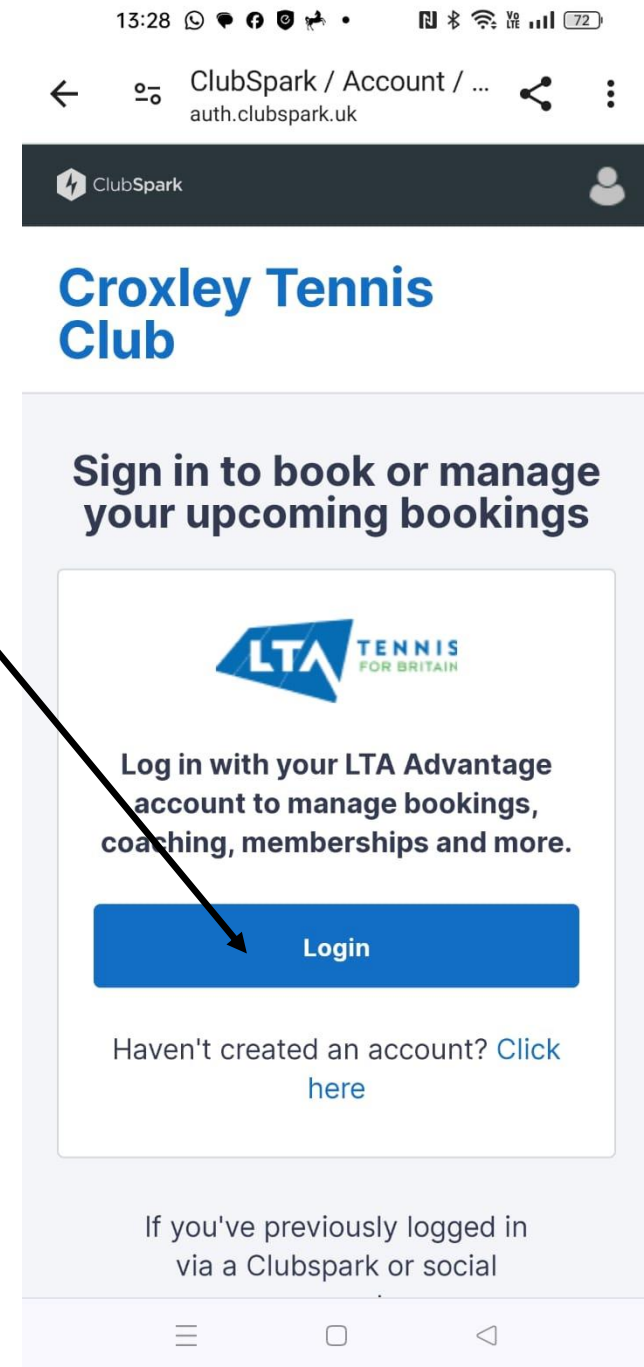 13:28
Vo LTE
72
ClubSpark / Account / ...
auth.clubspark.uk
ClubSpark
Croxley Tennis
Club
Sign in to book or manage
your upcoming bookings
LTA TENNIS
FOR BRITAIN
Log in with your LTA Advantage
account to manage bookings,
coaching, memberships and more.
Login
Haven't created an account? Click
here
If you've previously logged in
via a Clubspark or social